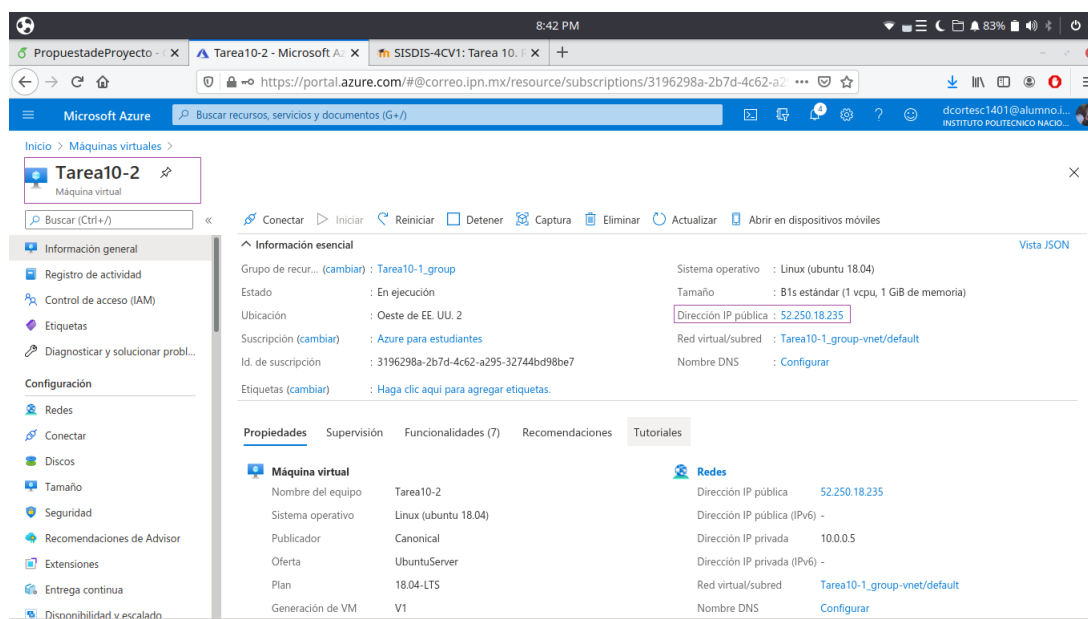 8:42 PM
83%
PropuestadeProyecto - 
Tarea10-2 - Microsoft Az
SISDIS-4CV1: Tarea 10.
https://portal.azure.com/#@correo.ipn.mx/resource/subscriptions/3196298a-2b7d-4c62-a2
Microsoft Azure
Buscar recursos, servicios y documentos (G+/)
4
dcortesc1401@alumno.i...
INSTITUTO POLITECNICO NACIO...
Inicio > Máquinas virtuales >
Tarea10-2
Máquina virtual
Buscar (Ctrl+/)
«
Conectar Iniciar Reiniciar Detener Captura Eliminar Actualizar Abrir en dispositivos móviles
Información general
Registro de actividad
Control de acceso (IAM)
Etiquetas
Diagnosticar y solucionar probl...
Configuración
Redes
Conectar
Discos
Tamaño
Seguridad
Recomendaciones de Advisor
Extensiones
Entrega continua
Disponibilidad y escalado
Información esencial
Vista JSON
Grupo de recur... (cambiar) : Tarea10-1_group
Estado : En ejecución
Ubicación : Oeste de EE. UU. 2
Suscripción (cambiar) : Azure para estudiantes
Id. de suscripción : 3196298a-2b7d-4c62-a295-32744bd98be7
Etiquetas (cambiar) : Haga clic aquí para agregar etiquetas.
Sistema operativo : Linux (ubuntu 18.04)
Tamaño : B1s estándar (1 vcpu, 1 GiB de memoria)
Dirección IP pública : 52.250.18.235
Red virtual/subred : Tarea10-1_group-vnet/default
Nombre DNS : Configurar
Propiedades Supervisión Funcionalidades (7) Recomendaciones Tutoriales
Máquina virtual
Nombre del equipo Tarea10-2
Sistema operativo Linux (ubuntu 18.04)
Publicador Canonical
Oferta UbuntuServer
Plan 18.04-LTS
Generación de VM V1
Redes
Dirección IP pública 52.250.18.235
Dirección IP pública (IPv6) -
Dirección IP privada 10.0.0.5
Dirección IP privada (IPv6) -
Red virtual/subred Tarea10-1_group-vnet/default
Nombre DNS Configurar